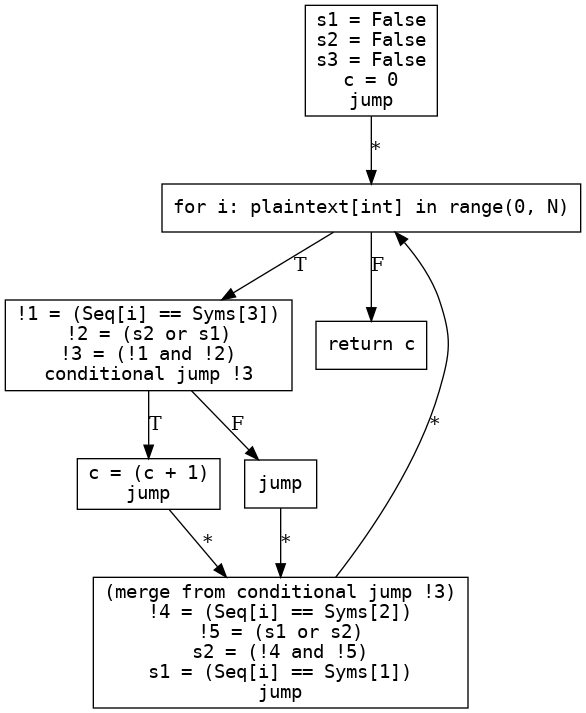 s1 = False
s2 = False
s3 = False
c = 0
jump
*
for i: plaintext[int] in range(0, N)
T
F
!1 = (Seq[i] == Syms[3])
!2 = (s2 or s1)
!3 = (!1 and !2)
conditional jump !3
return c
T
F
*
c = (c + 1)
jump
jump
*
*
(merge from conditional jump !3)
!4 = (Seq[i] == Syms[2])
!5 = (s1 or s2)
s2 = (!4 and !5)
s1 = (Seq[i] == Syms[1])
jump